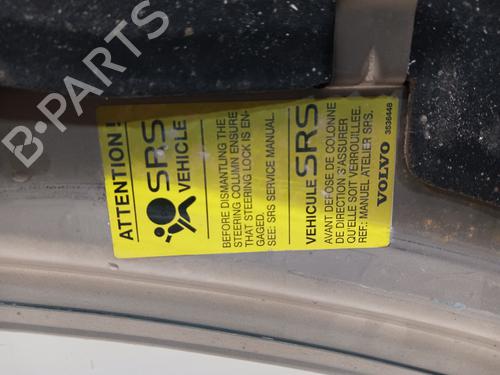 B-PARTS
ATTENTION!
SRS
VEHICLE
BEFORE DISMANTLING THE
STEERING COLUMN ENSURE
THAT STEERING LOCK IS EN-
GAGED.
SEE: SRS SERVICE MANUAL.
VEHICULE SRS
AVANT DEPOSE DE COLONNE
DE DIRECTION S'ASSURER
QU'ELLE SOIT VERROUILLEE.
REF.: MANUEL ATELIER SRS.
VOLVO
3536448